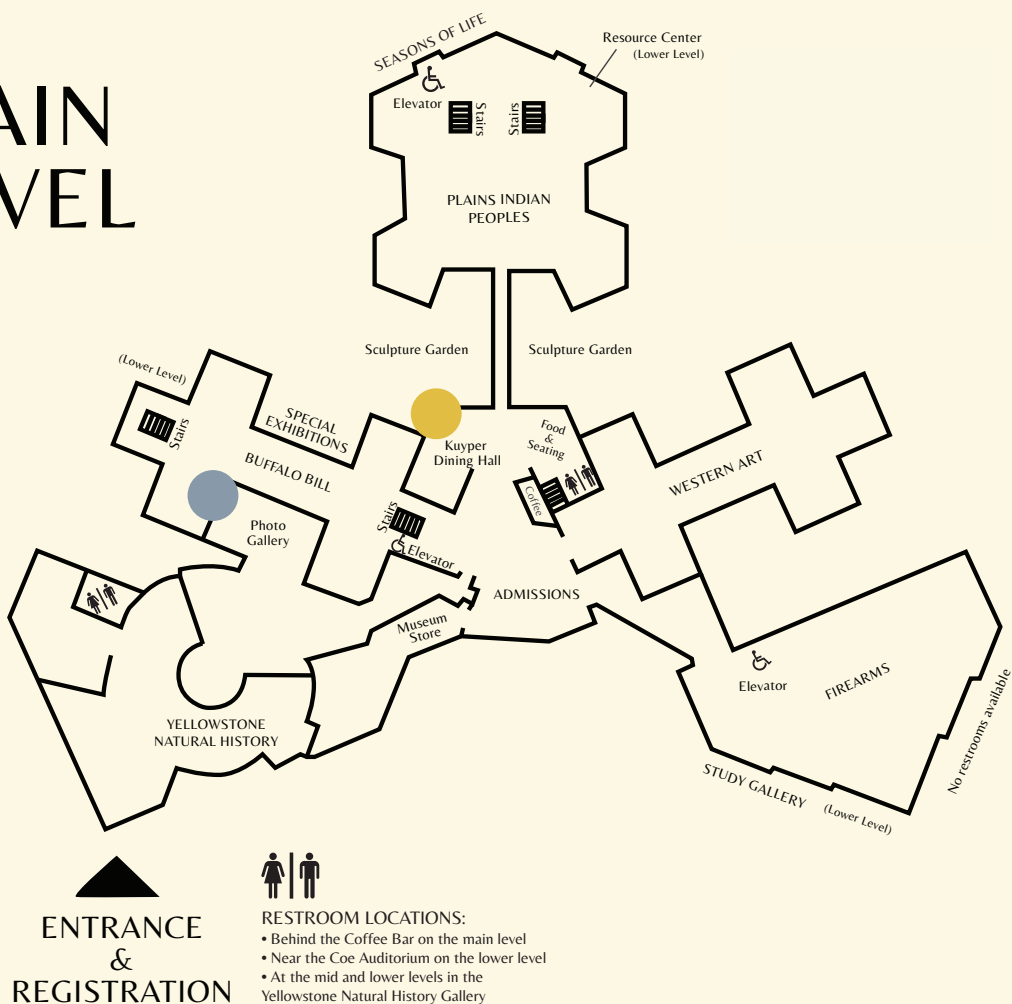 AIN
VEL
SEASONS OF LIFE
Resource Center
(Lower Level)
Elevator
Stairs
Stairs
PLAINS INDIAN
PEOPLES
Sculpture Garden
Sculpture Garden
(Lower Level)
Stairs
SPECIAL
EXHIBITIONS
BUFFALO BILL
Kuyper
Dining Hall
Food
&
Seating
Coffee
WESTERN ART
Photo
Gallery
Stairs
Elevator
ADMISSIONS
Museum
Store
Elevator
FIREARMS
No restrooms available
YELLOWSTONE
NATURAL HISTORY
STUDY GALLERY
(Lower Level)
ENTRANCE
&
REGISTRATION
RESTROOM LOCATIONS:
• Behind the Coffee Bar on the main level
• Near the Coe Auditorium on the lower level
• At the mid and lower levels in the
Yellowstone Natural History Gallery